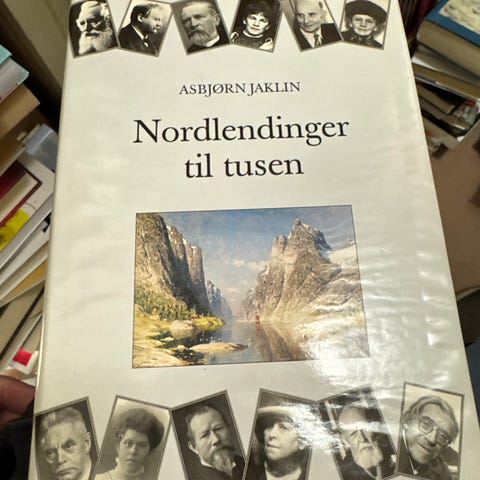 ASBJØRN JAKLIN
Nordlendinger
til tusen